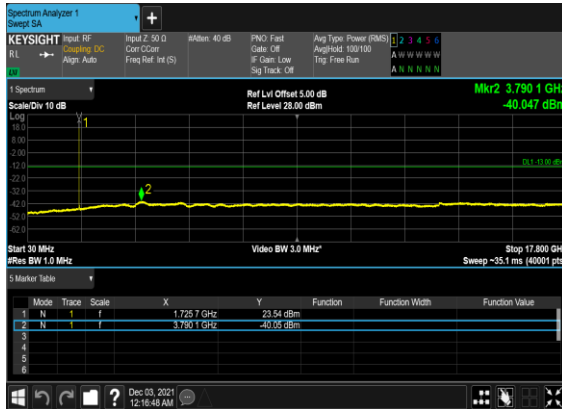 Spectrum Analyzer 1
Swept SA
+
KEYSIGHT Input: RF Input Z: 50 Ω #Atten: 40 dB PNO: Fast Avg Type: Power (RMS) 1 2 3 4 5 6
RL Coupling: DC Corr CCorr Gate: Off Avg|Hold: 100/100 A W W W W W
Align: Auto Freq Ref: Int (S) IF Gain: Low Trig: Free Run
LXI Sig Track: Off A N N N N N
1 Spectrum Ref Lvl Offset 5.00 dB Mkr2 3.790 1 GHz
Scale/Div 10 dB Ref Level 28.00 dBm -40.047 dBm
Log
18.0
8.00
-2.00
-12.0
-22.0
-32.0
-42.0
-52.0
-62.0
1
DL1 -13.00 dBm
2
Start 30 MHz Video BW 3.0 MHz* Stop 17.800 GHz
#Res BW 1.0 MHz Sweep ~35.1 ms (40001 pts)
5 Marker Table
Mode Trace Scale X Y Function Function Width Function Value
1 N 1 f 1.725 7 GHz 23.54 dBm
2 N 1 f 3.790 1 GHz -40.05 dBm
3
4
5
6
? Dec 03, 2021
12:16:48 AM